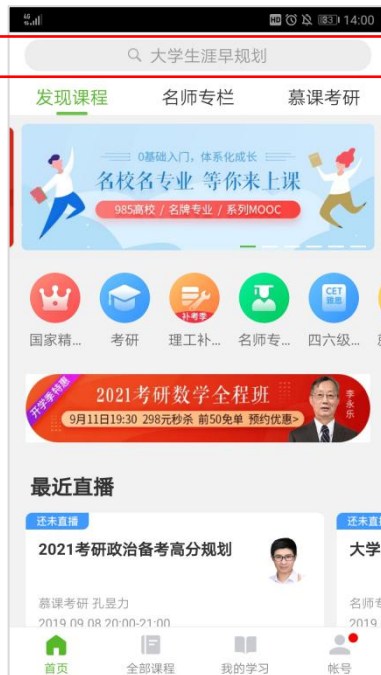 4G
HD 83 14:00
大学生涯早规划
发现课程 名师专栏 慕课考研
0基础入门，体系化成长
名校名专业 等你来上课
985高校 / 名牌专业 / 系列MOOC
补考季
CET
雅思
国家精... 考研 理工补... 名师专... 四六级...
开学季特惠
2021考研数学全程班
9月11日19:30 298元秒杀 前50免单 预约优惠>
李永乐
最近直播
还未直播
2021考研政治备考高分规划
慕课考研 孔昱力
2019.09.08 20:00-21:00
还未直
大学
名师专
2019
首页 全部课程 我的学习 帐号